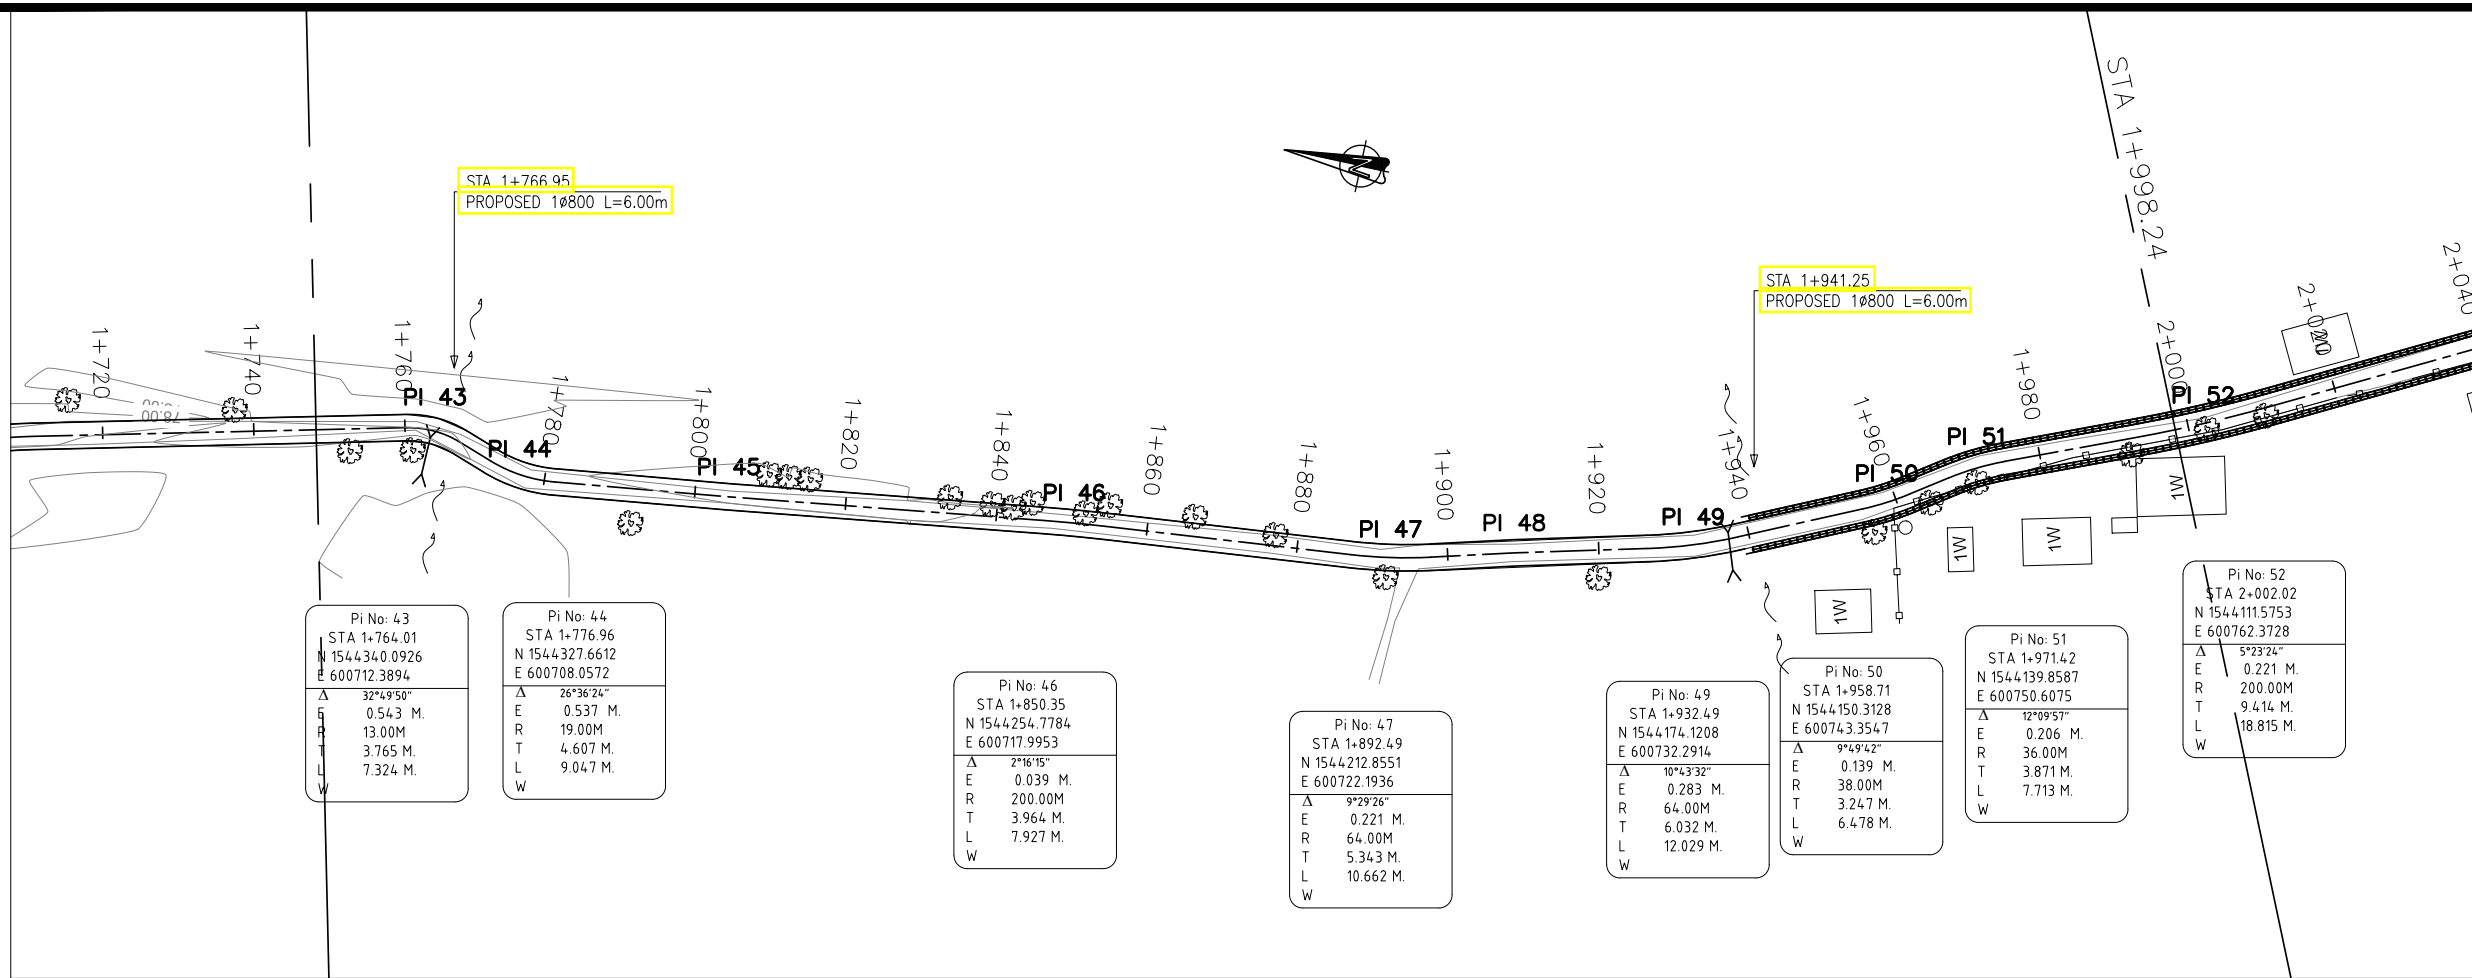 STA 1+766.95
PROPOSED 1ø800 L=6.00m
STA 1+941.25
PROPOSED 1ø800 L=6.00m
STA 1+998.24
N
1+720
1+740
1+760
1+780
1+800
1+820
1+840
1+860
1+880
1+900
1+920
1+940
1+960
1+980
2+000
2+020
2+040
78.00
PI 43
PI 44
PI 45
PI 46
PI 47
PI 48
PI 49
PI 50
PI 51
PI 52
1W
1W
1W
1W
Pi No: 43
STA 1+764.01
N 1544340.0926
E 600712.3894
Δ 32°49'50"
E 0.543 M.
R 13.00M
T 3.765 M.
L 7.324 M.
W
Pi No: 44
STA 1+776.96
N 1544327.6612
E 600708.0572
Δ 26°36'24"
E 0.537 M.
R 19.00M
T 4.607 M.
L 9.047 M.
W
Pi No: 46
STA 1+850.35
N 1544254.7784
E 600717.9953
Δ 2°16'15"
E 0.039 M.
R 200.00M
T 3.964 M.
L 7.927 M.
W
Pi No: 47
STA 1+892.49
N 1544212.8551
E 600722.1936
Δ 9°29'26"
E 0.221 M.
R 64.00M
T 5.343 M.
L 10.662 M.
W
Pi No: 49
STA 1+932.49
N 1544174.1208
E 600732.2914
Δ 10°43'32"
E 0.283 M.
R 64.00M
T 6.032 M.
L 12.029 M.
W
Pi No: 50
STA 1+958.71
N 1544150.3128
E 600743.3547
Δ 9°49'42"
E 0.139 M.
R 38.00M
T 3.247 M.
L 6.478 M.
W
Pi No: 51
STA 1+971.42
N 1544139.8587
E 600750.6075
Δ 12°09'57"
E 0.206 M.
R 36.00M
T 3.871 M.
L 7.713 M.
W
Pi No: 52
STA 2+002.02
N 1544111.5753
E 600762.3728
Δ 5°23'24"
E 0.221 M.
R 200.00M
T 9.414 M.
L 18.815 M.
W